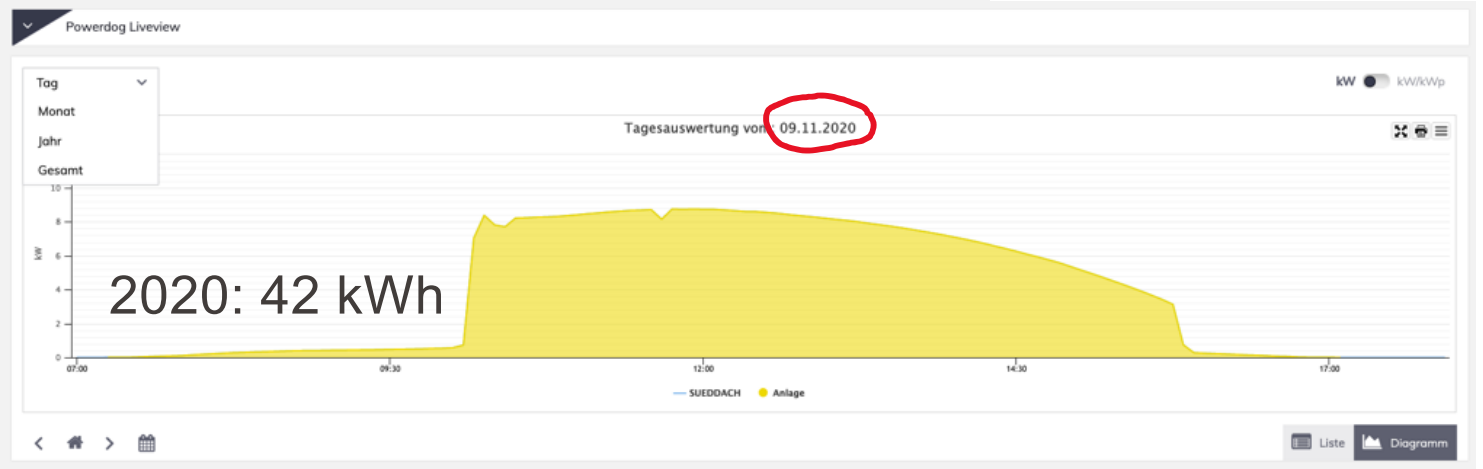 Powerdog Liveview
Tag
Monat
Jahr
Gesamt
kW kW/kWp
Tagesauswertung vom: 09.11.2020
10
8
6
4
2
0
kW
2020: 42 kWh
07:00 09:30 12:00 14:30 17:00
SUEDDACH Anlage
Liste Diagramm